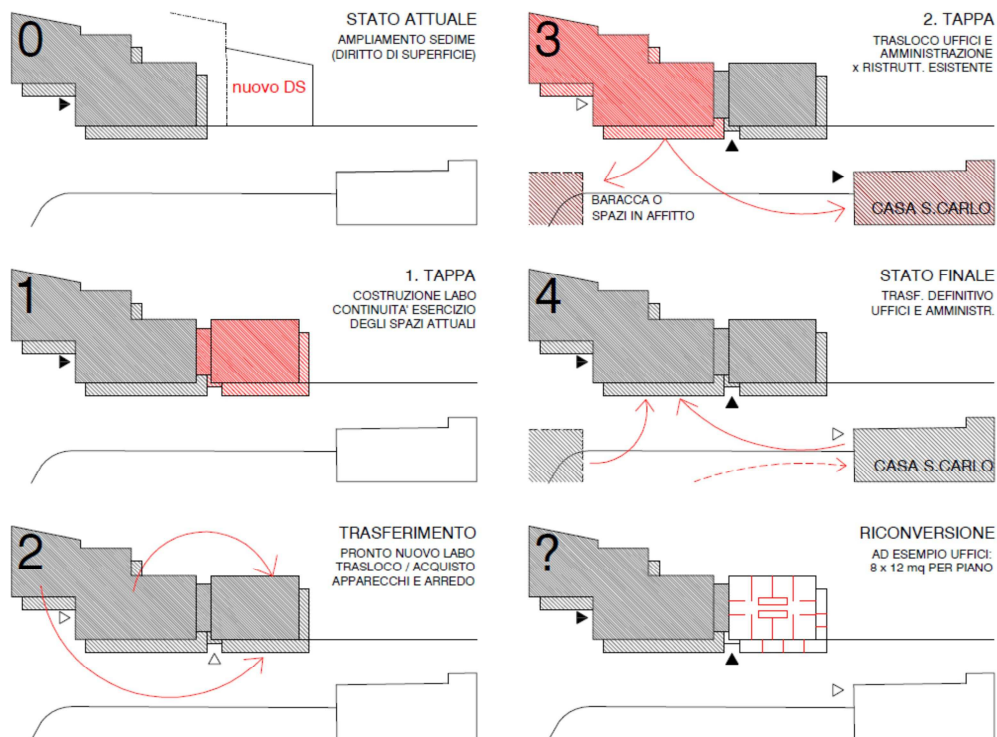 0
STATO ATTUALE
AMPLIAMENTO SEDIME
(DIRITTO DI SUPERFICIE)
nuovo DS
1
1. TAPPA
COSTRUZIONE LABO
CONTINUITA' ESERCIZIO
DEGLI SPAZI ATTUALI
2
TRASFERIMENTO
PRONTO NUOVO LABO
TRASLOCO / ACQUISTO
APPARECCHI E ARREDO
3
2. TAPPA
TRASLOCO UFFICI E
AMMINISTRAZIONE
x RISTRUTT. ESISTENTE
BARACCA O
SPAZI IN AFFITTO
CASA S.CARLO
4
STATO FINALE
TRASF. DEFINITIVO
UFFICI E AMMINISTR.
CASA S.CARLO
?
RICONVERSIONE
AD ESEMPIO UFFICI:
8 x 12 mq PER PIANO